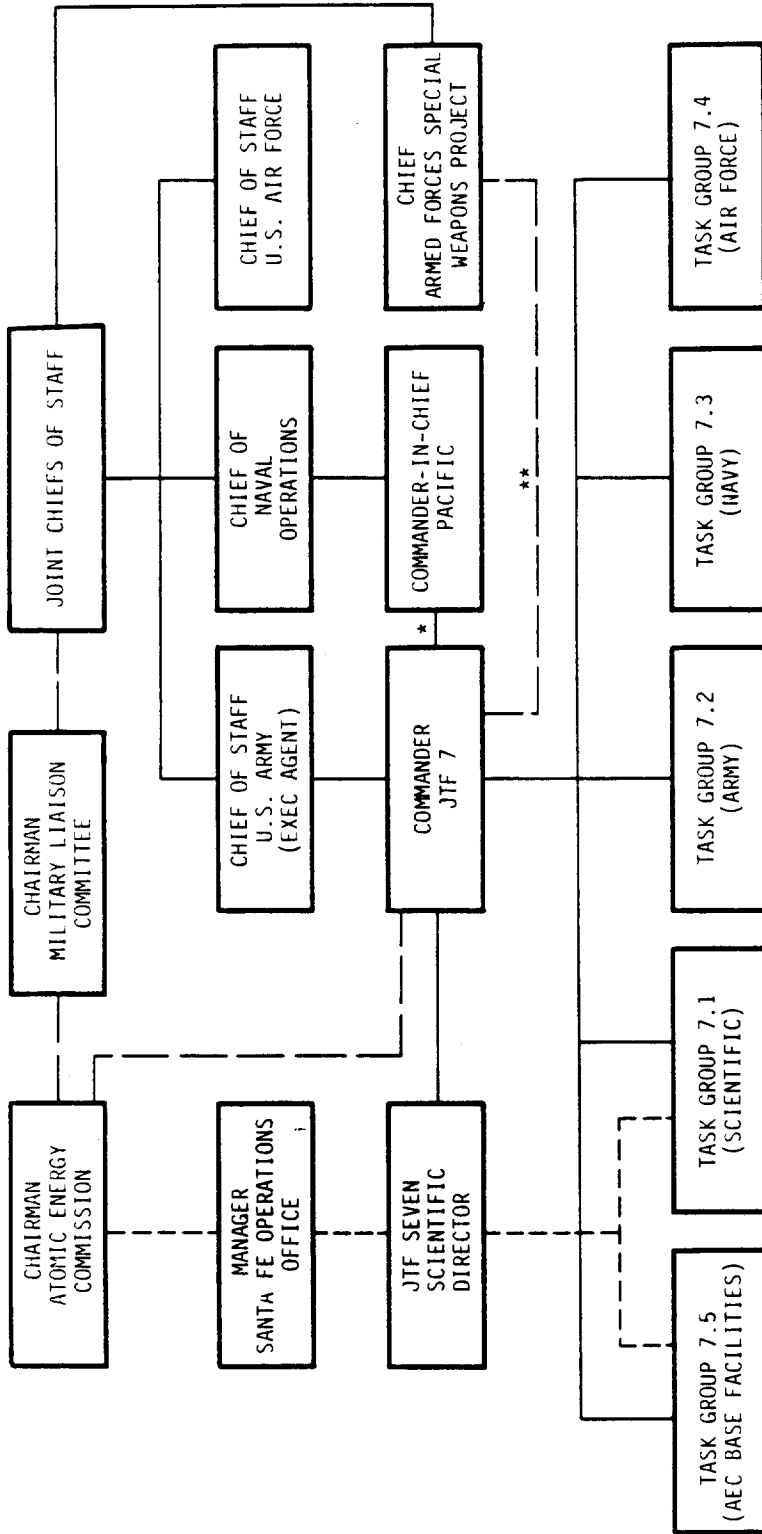 CHAIRMAN
ATOMIC ENERGY
COMMISSION
CHAIRMAN
MILITARY LIAISON
COMMITTEE
JOINT CHIEFS OF STAFF
MANAGER
SANTA FE OPERATIONS
OFFICE
CHIEF OF STAFF
U.S. ARMY
(EXEC AGENT)
CHIEF OF
NAVAL
OPERATIONS
CHIEF OF STAFF
U.S. AIR FORCE
JTF SEVEN
SCIENTIFIC
DIRECTOR
COMMANDER
JTF 7
*
COMMANDER-IN-CHIEF
PACIFIC
CHIEF
ARMED FORCES SPECIAL
WEAPONS PROJECT
**
TASK GROUP 7.5
(AEC BASE FACILITIES)
TASK GROUP 7.1
(SCIENTIFIC)
TASK GROUP 7.2
(ARMY)
TASK GROUP 7.3
(NAVY)
TASK GROUP 7.4
(AIR FORCE)